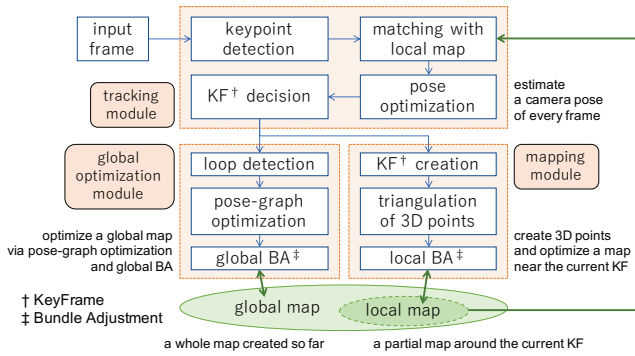 input
frame
keypoint
detection
matching with
local map
tracking
module
KF† decision
pose
optimization
estimate
a camera pose
of every frame
global
optimization
module
loop detection
KF† creation
mapping
module
pose-graph
optimization
triangulation
of 3D points
optimize a global map
via pose-graph optimization
and global BA
global BA‡
local BA‡
create 3D points
and optimize a map
near the current KF
† KeyFrame
‡ Bundle Adjustment
global map
local map
a whole map created so far
a partial map around the current KF